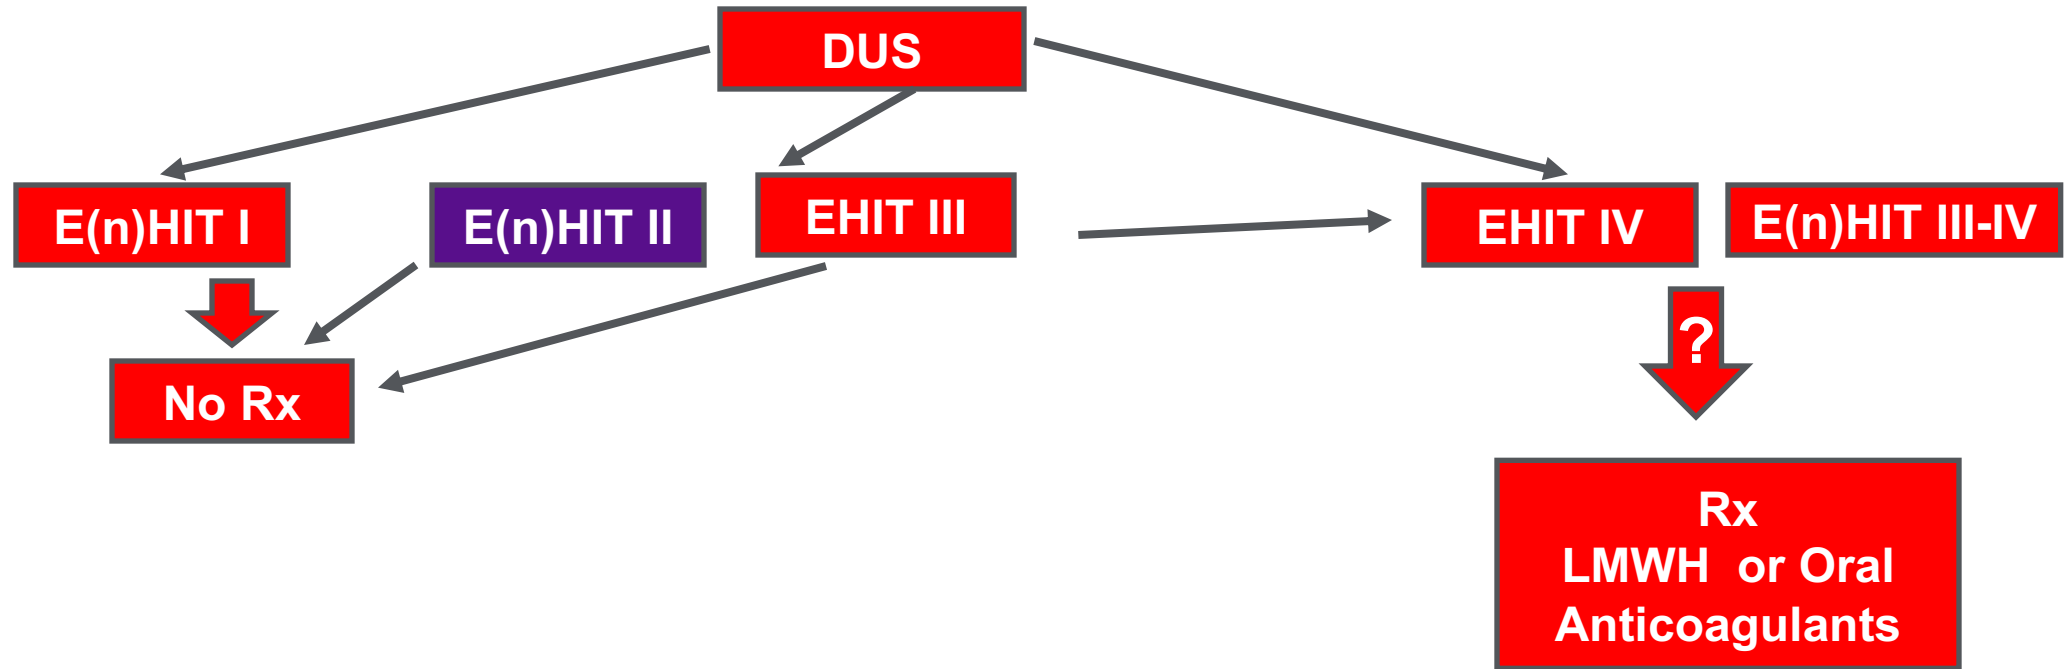 DUS
E(n)HIT I
E(n)HIT II
EHIT III
EHIT IV
E(n)HIT III-IV
?
No Rx
Rx
LMWH or Oral
Anticoagulants